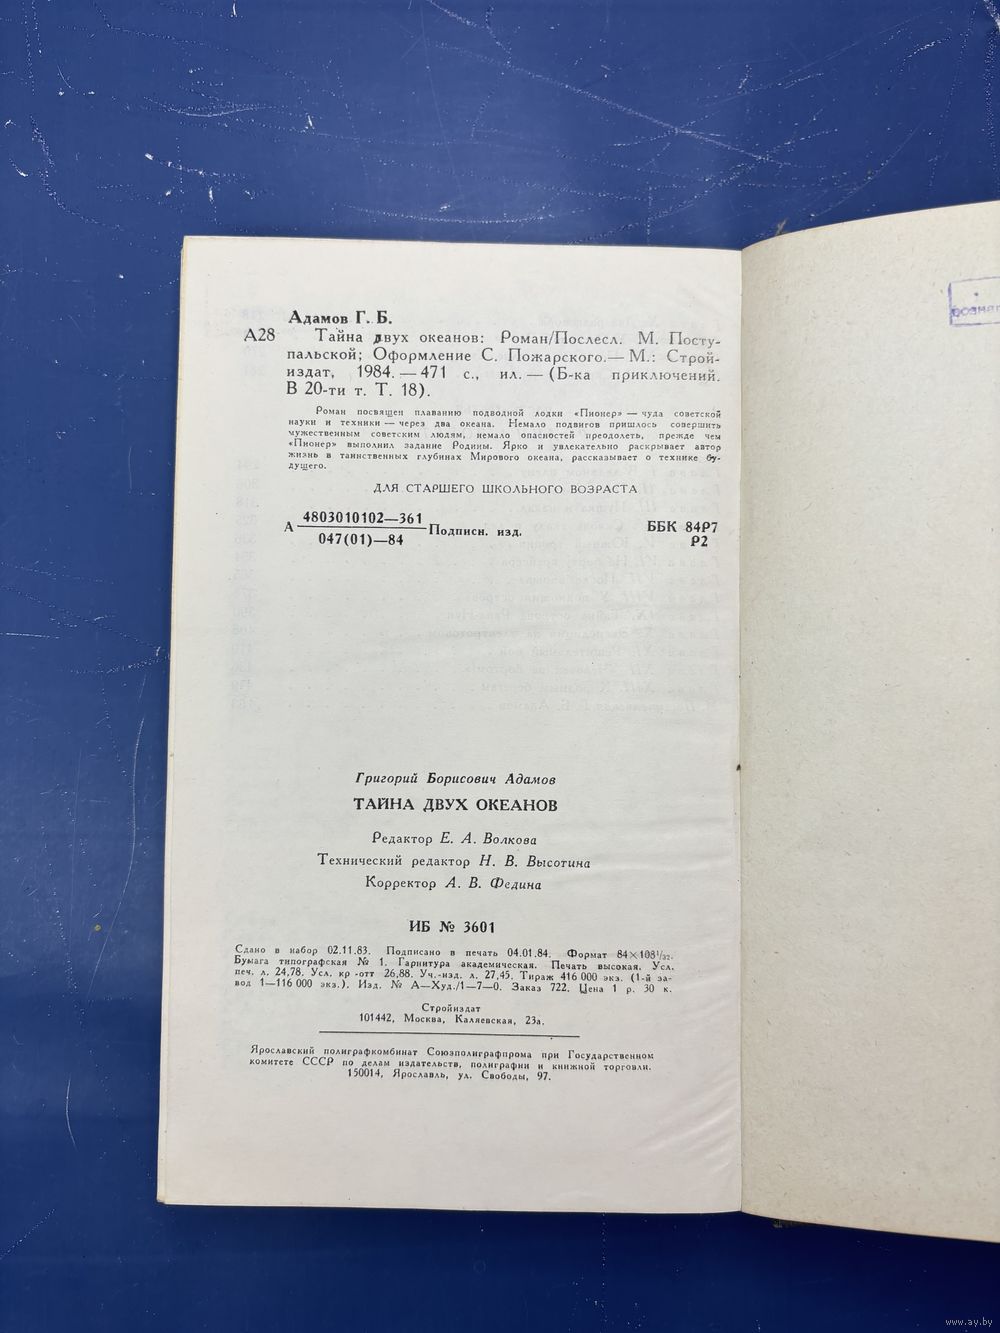 Адамов Г. Б.
А28 Тайна двух океанов: Роман/Послесл. М. Посту-
пальской; Оформление С. Пожарского.— М.: Строй-
издат, 1984. — 471 с., ил. — (Б-ка приключений.
В 20-ти т. Т. 18).
Роман посвящен плаванию подводной лодки «Пионер» — чуда советской
науки и техники — через два океана. Немало подвигов пришлось совершить
мужественным советским людям, немало опасностей преодолеть, прежде чем
«Пионер» выполнил задание Родины. Ярко и увлекательно раскрывает автор
жизнь в таинственных глубинах Мирового океана, рассказывает о технике бу-
дущего.
ДЛЯ СТАРШЕГО ШКОЛЬНОГО ВОЗРАСТА
А 4803010102—361 Подписн. изд. ББК 84Р7
047(01)—84 Р2
Григорий Борисович Адамов
ТАЙНА ДВУХ ОКЕАНОВ
Редактор Е. А. Волкова
Технический редактор Н. В. Высотина
Корректор А. В. Федина
ИБ № 3601
Сдано в набор 02.11.83. Подписано в печать 04.01.84. Формат 84×108¹/₃₂.
Бумага типографская № 1. Гарнитура академическая. Печать высокая. Усл.
печ. л. 24,78. Усл. кр-отт 26,88. Уч.-изд. л. 27,45. Тираж 416 000 экз. (1-й за-
вод 1—116 000 экз.). Изд. № А—Худ./1—7—0. Заказ 722. Цена 1 р. 30 к.
Стройиздат
101442, Москва, Каляевская, 23а.
Ярославский полиграфкомбинат Союзполиграфпрома при Государственном
комитете СССР по делам издательств, полиграфии и книжной торговли.
150014, Ярославль, ул. Свободы, 97.
www.ay.by